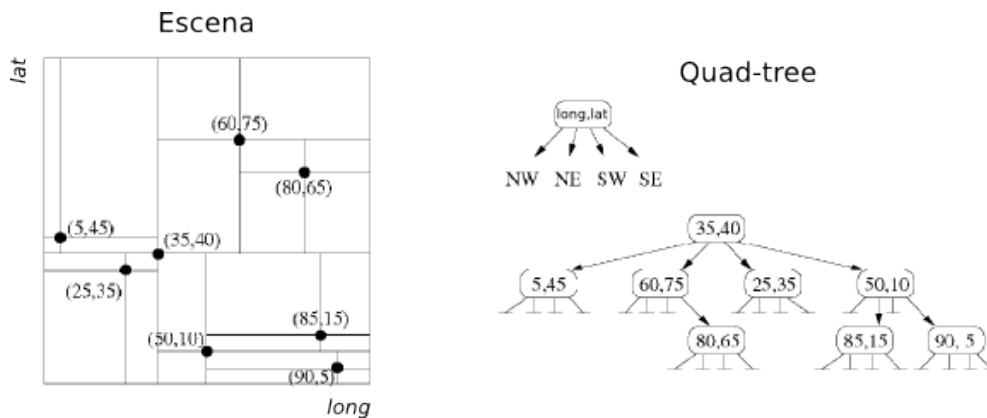 Escena
lat
(60,75)
(80,65)
(5,45)
(35,40)
(25,35)
(85,15)
(50,10)
(90,5)
long
Quad-tree
long,lat
NW NE SW SE
35,40
5,45 60,75 25,35 50,10
80,65 85,15 90, 5